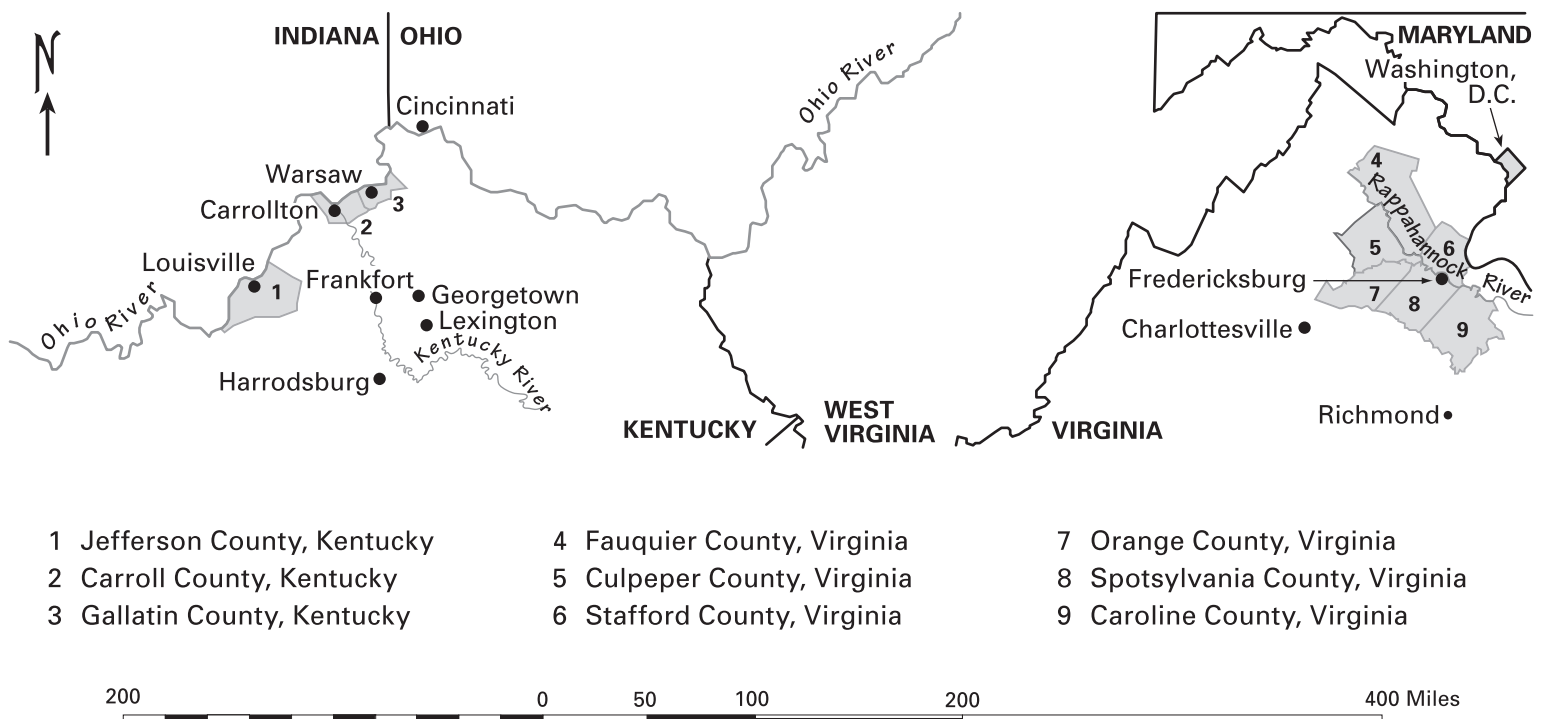 N
INDIANA
OHIO
Ohio River
MARYLAND
Washington,
D.C.
Cincinnati
Warsaw
3
Carrollton
2
4
Rappahannock
River
5
6
Louisville
1
Frankfort
Georgetown
Lexington
Ohio River
Kentucky River
Harrodsburg
Fredericksburg
7
8
9
Charlottesville
Richmond
KENTUCKY
WEST
VIRGINIA
VIRGINIA
1 Jefferson County, Kentucky
2 Carroll County, Kentucky
3 Gallatin County, Kentucky
4 Fauquier County, Virginia
5 Culpeper County, Virginia
6 Stafford County, Virginia
7 Orange County, Virginia
8 Spotsylvania County, Virginia
9 Caroline County, Virginia
200 0 50 100 200 400 Miles